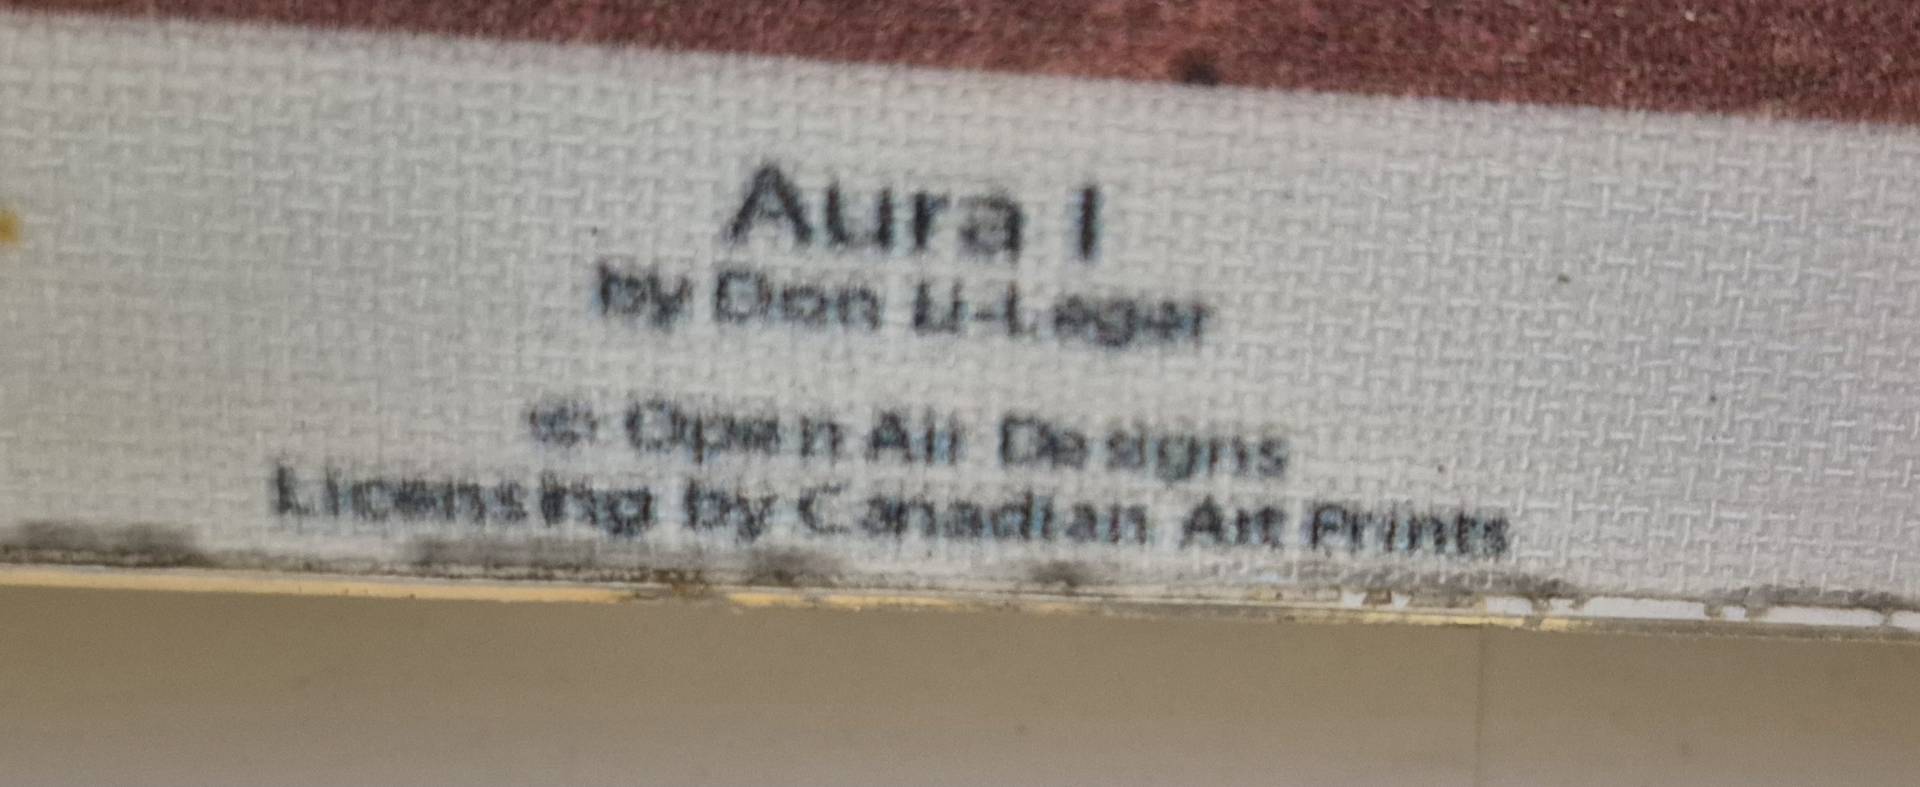 Aura I
by Don Li-Leger
© Open Air Designs
Licensing by Canadian Art Prints